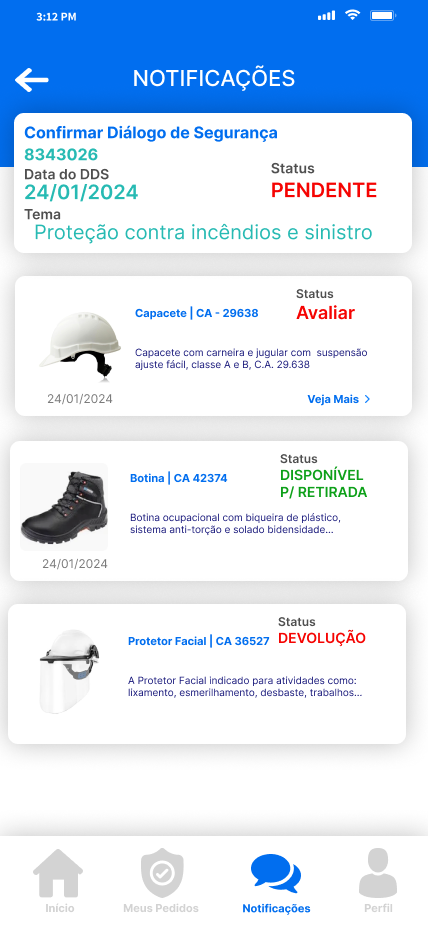 3:12 PM
NOTIFICAÇÕES
Confirmar Diálogo de Segurança
8343026
Data do DDS
24/01/2024
Status
PENDENTE
Tema
Proteção contra incêndios e sinistro
Status
Avaliar
Capacete | CA - 29638
Capacete com carneira e jugular com suspensão
ajuste fácil, classe A e B, C.A. 29.638
24/01/2024
Veja Mais
Status
DISPONÍVEL
P/ RETIRADA
Botina | CA 42374
Botina ocupacional com biqueira de plástico,
sistema anti-torção e solado bidensidade...
24/01/2024
Status
DEVOLUÇÃO
Protetor Facial | CA 36527
A Protetor Facial indicado para atividades como:
lixamento, esmerilhamento, desbaste, trabalhos...
Início
Meus Pedidos
Notificações
Perfil